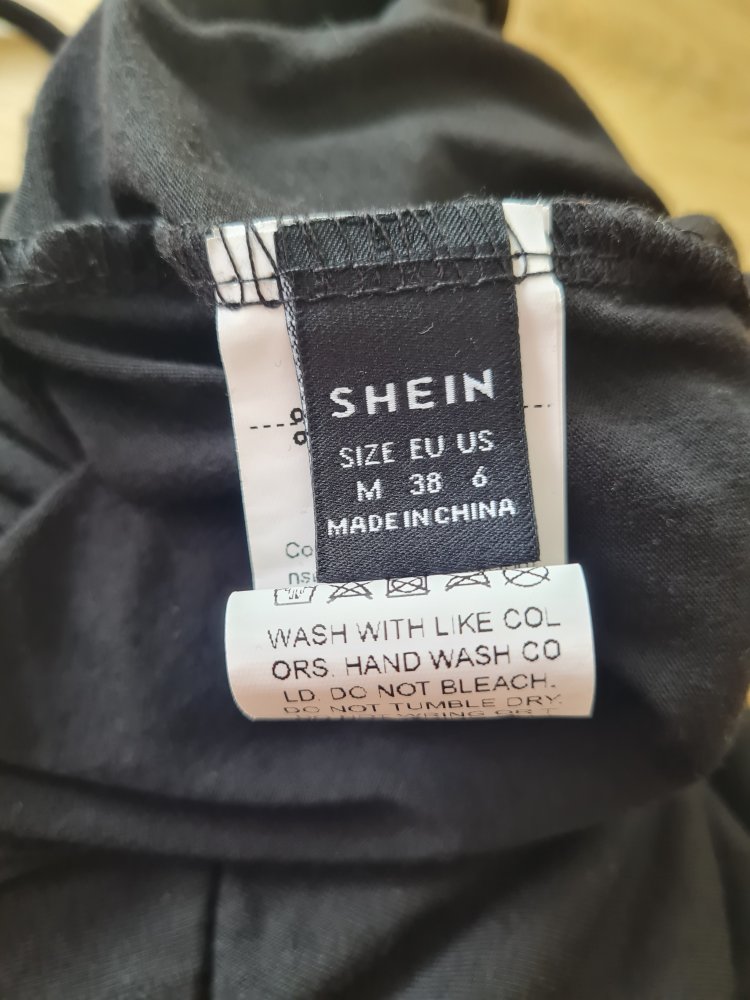 SHEIN
SIZE EU US
M 38 6
MADE IN CHINA
Co
WASH WITH LIKE COL
ORS. HAND WASH CO
LD. DO NOT BLEACH.
DO NOT TUMBLE DRY.